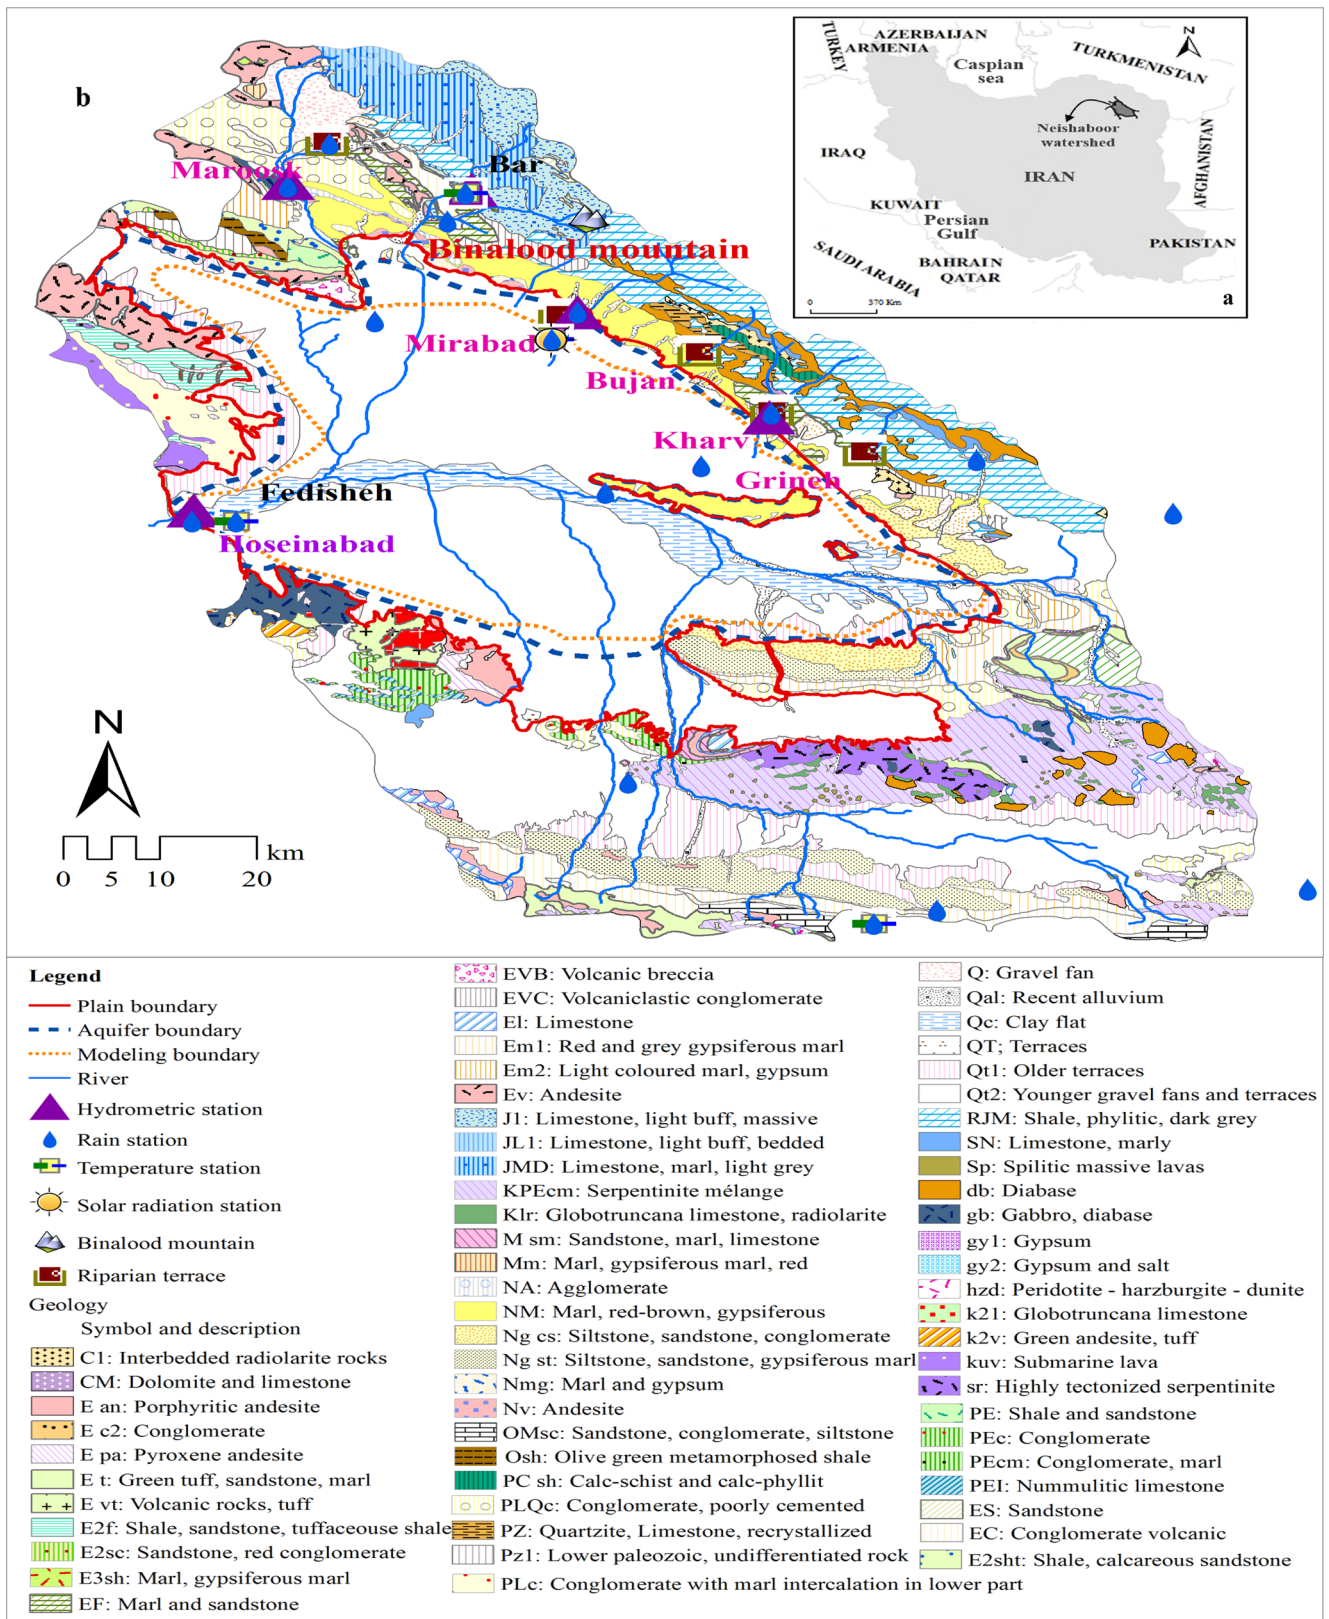 b
Maroosk
Bar
Binalood mountain
Mirabad
Bujan
Kharv
Grineh
Fedisheh
Hoseinabad
N
km
0 5 10 20
TURKEY
AZERBAIJAN
ARMENIA
Caspian
sea
TURKMENISTAN
N
Neishaboor
watershed
IRAQ
IRAN
AFGHANISTAN
KUWAIT
Persian
Gulf
PAKISTAN
SAUDI ARABIA
BAHRAIN
QATAR
0 370 Km
a
Legend
Plain boundary
Aquifer boundary
Modeling boundary
River
Hydrometric station
Rain station
Temperature station
Solar radiation station
Binalood mountain
Riparian terrace
Geology
Symbol and description
C1: Interbedded radiolarite rocks
CM: Dolomite and limestone
E an: Porphyritic andesite
E c2: Conglomerate
E pa: Pyroxene andesite
E t: Green tuff, sandstone, marl
E vt: Volcanic rocks, tuff
E2f: Shale, sandstone, tuffaceouse shale
E2sc: Sandstone, red conglomerate
E3sh: Marl, gypsiferous marl
EF: Marl and sandstone
EVB: Volcanic breccia
EVC: Volcaniclastic conglomerate
El: Limestone
Em1: Red and grey gypsiferous marl
Em2: Light coloured marl, gypsum
Ev: Andesite
J1: Limestone, light buff, massive
JL1: Limestone, light buff, bedded
JMD: Limestone, marl, light grey
KPEcm: Serpentinite mélange
Klr: Globotruncana limestone, radiolarite
M sm: Sandstone, marl, limestone
Mm: Marl, gypsiferous marl, red
NA: Agglomerate
NM: Marl, red-brown, gypsiferous
Ng cs: Siltstone, sandstone, conglomerate
Ng st: Siltstone, sandstone, gypsiferous marl
Nmg: Marl and gypsum
Nv: Andesite
OMsc: Sandstone, conglomerate, siltstone
Osh: Olive green metamorphosed shale
PC sh: Calc-schist and calc-phyllit
PLQc: Conglomerate, poorly cemented
PZ: Quartzite, Limestone, recrystallized
Pz1: Lower paleozoic, undifferentiated rock
PLc: Conglomerate with marl intercalation in lower part
Q: Gravel fan
Qal: Recent alluvium
Qc: Clay flat
QT; Terraces
Qt1: Older terraces
Qt2: Younger gravel fans and terraces
RJM: Shale, phylitic, dark grey
SN: Limestone, marly
Sp: Spilitic massive lavas
db: Diabase
gb: Gabbro, diabase
gy1: Gypsum
gy2: Gypsum and salt
hzd: Peridotite - harzburgite - dunite
k21: Globotruncana limestone
k2v: Green andesite, tuff
kuv: Submarine lava
sr: Highly tectonized serpentinite
PE: Shale and sandstone
PEc: Conglomerate
PEcm: Conglomerate, marl
PEI: Nummulitic limestone
ES: Sandstone
EC: Conglomerate volcanic
E2sht: Shale, calcareous sandstone